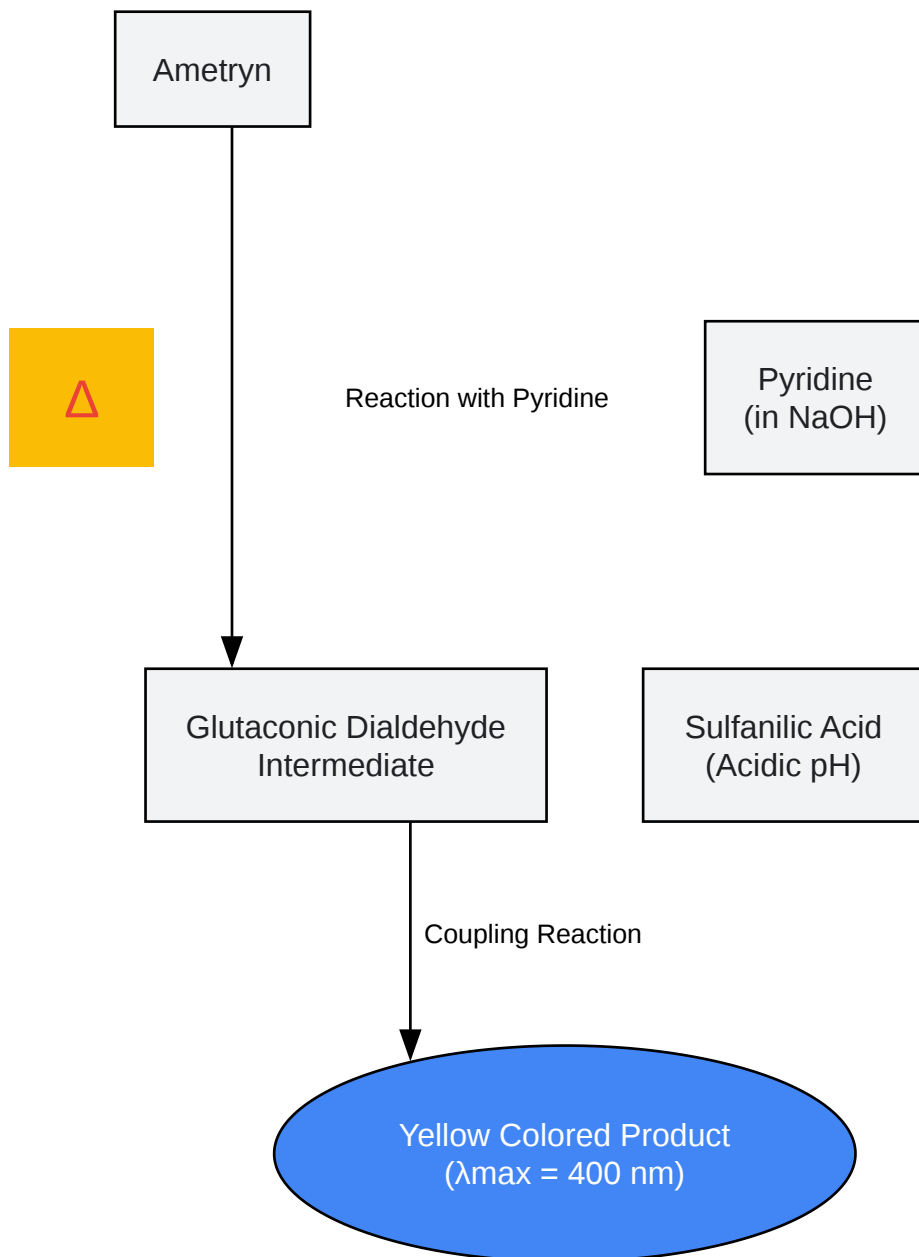 Ametryn
Δ
Reaction with Pyridine
Pyridine
(in NaOH)
Glutaconic Dialdehyde
Intermediate
Sulfanilic Acid
(Acidic pH)
Coupling Reaction
Yellow Colored Product
(λmax = 400 nm)